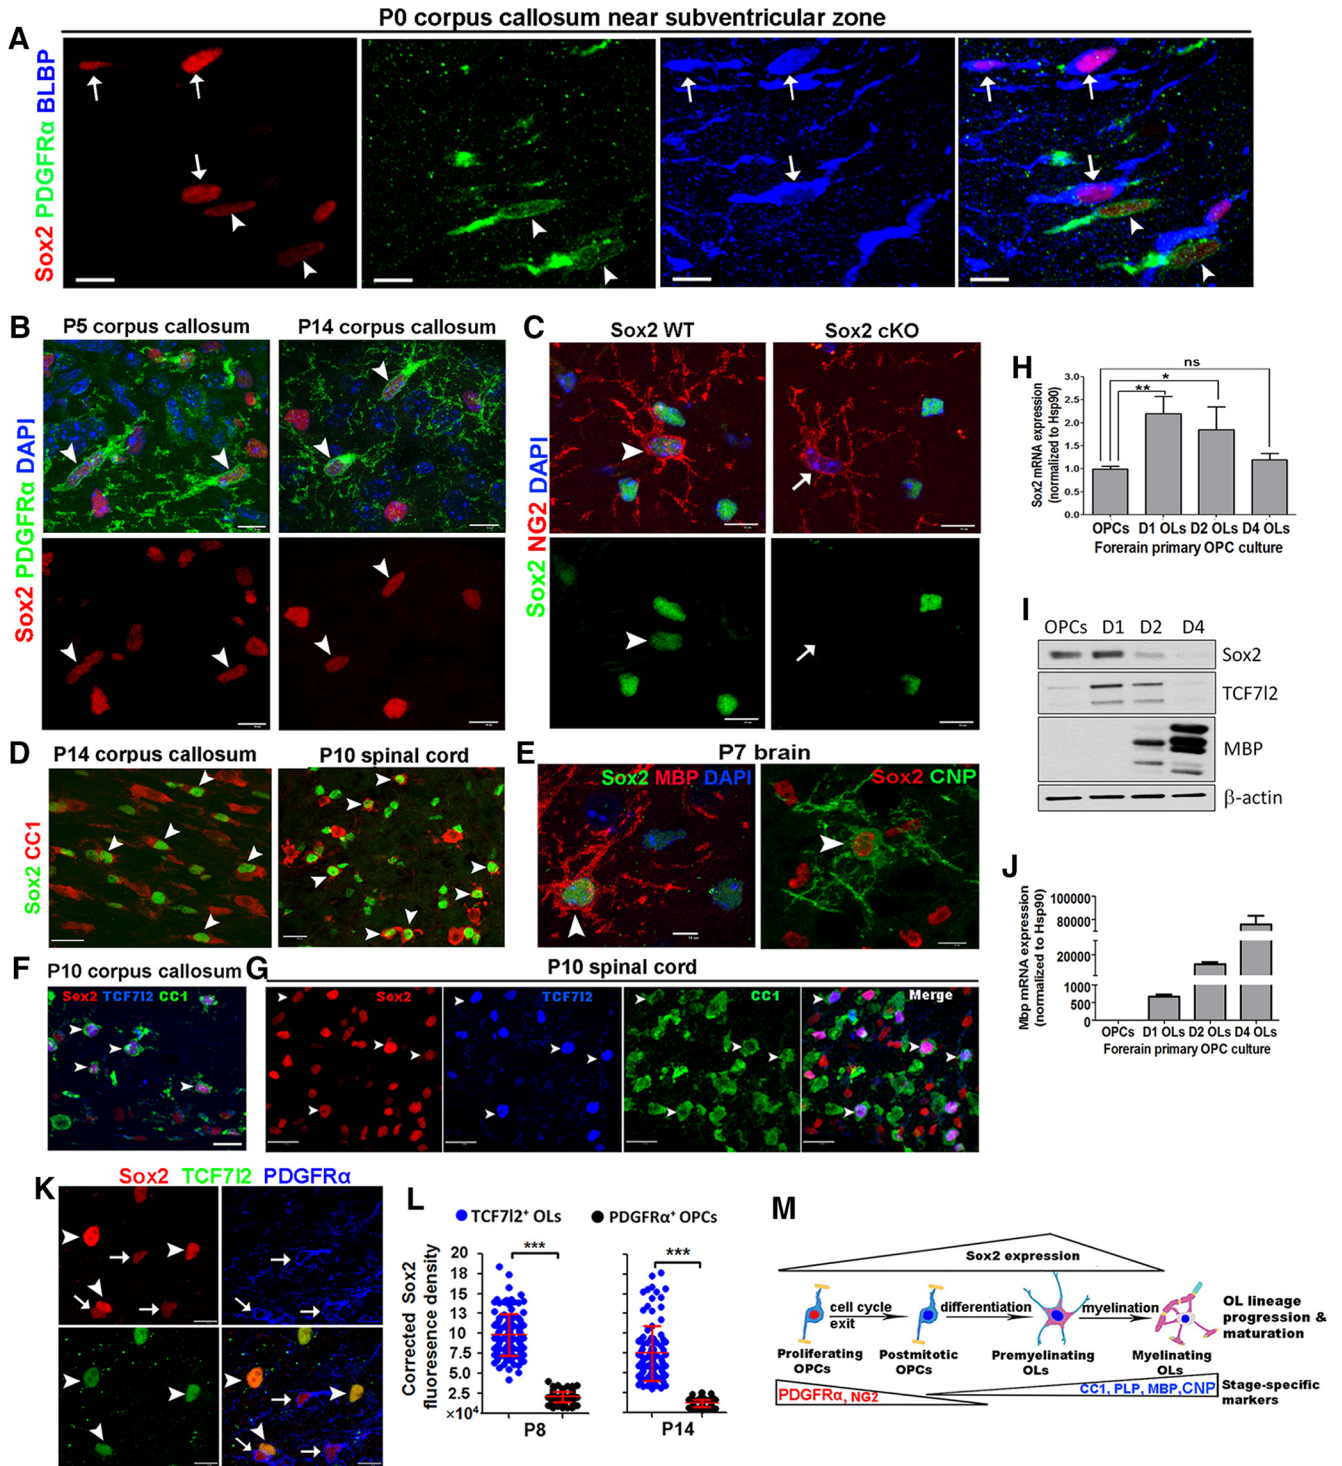 P0 corpus callosum near subventricular zone
A
Sox2 PDGFRα BLBP
B
P5 corpus callosum
P14 corpus callosum
Sox2 PDGFRα DAPI
C
Sox2 WT
Sox2 cKO
Sox2 NG2 DAPI
D
P14 corpus callosum
P10 spinal cord
Sox2 CC1
E
P7 brain
Sox2 MBP DAPI
Sox2 CNP
F
P10 corpus callosum
Sox2 TCF7l2 CC1
G
P10 spinal cord
Sox2
TCF7l2
CC1
Merge
H
ns
*
**
Sox2 mRNA expression
(normalized to Hsp90)
3.0
2.5
2.0
1.5
1.0
0.5
0.0
OPCs D1 OLs D2 OLs D4 OLs
Forerain primary OPC culture
I
OPCs D1 D2 D4
Sox2
TCF7l2
MBP
β-actin
J
Mbp mRNA expression
(normalized to Hsp90)
100000
80000
20000
1000
500
0
OPCs D1 OLs D2 OLs D4 OLs
Forerain primary OPC culture
K
Sox2 TCF7l2 PDGFRα
L
TCF7l2⁺ OLs
PDGFRα⁺ OPCs
Corrected Sox2
fluoresence density
20
18
15
13
10
7.5
5.0
2.5
×10⁴
***
***
P8
P14
M
Sox2 expression
cell cycle
exit
differentiation
myelination
OL lineage
progression &
maturation
Proliferating
OPCs
Postmitotic
OPCs
Premyelinating
OLs
Myelinating
OLs
PDGFRα, NG2
CC1, PLP, MBP,CNP
Stage-specific
markers